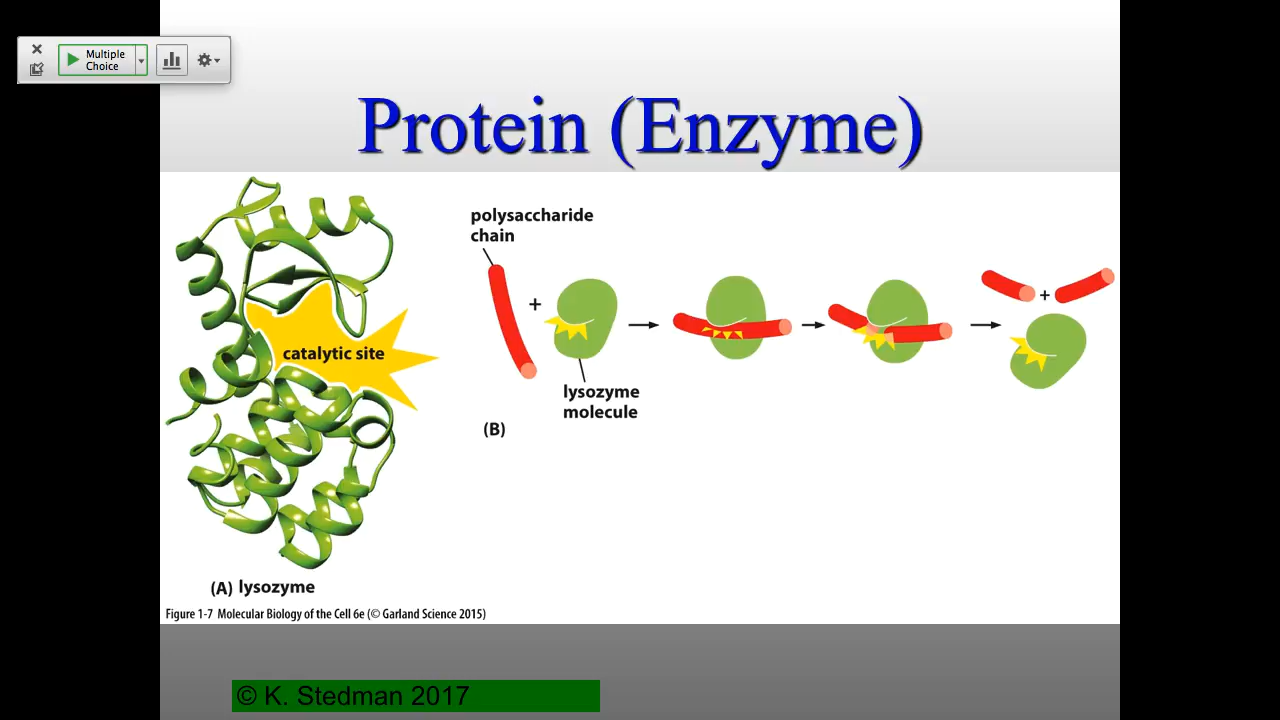 Multiple
Choice
Protein (Enzyme)
polysaccharide
chain
+
+
catalytic site
lysozyme
molecule
(B)
(A) lysozyme
Figure 1-7 Molecular Biology of the Cell 6e (© Garland Science 2015)
© K. Stedman 2017